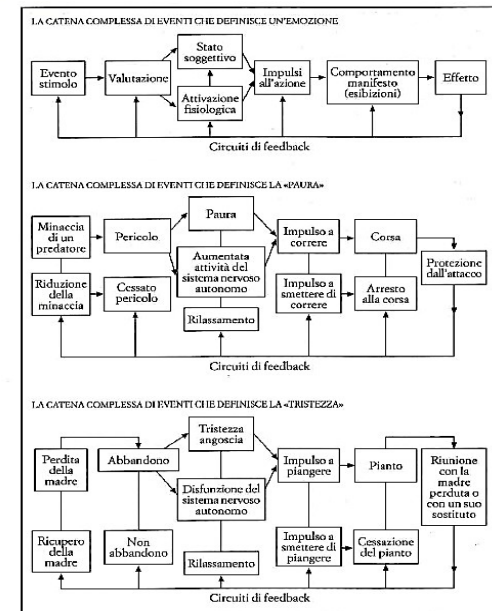 LA CATENA COMPLESSA DI EVENTI CHE DEFINISCE UN'EMOZIONE
Evento
stimolo
Valutazione
Stato
soggettivo
Attivazione
fisiologica
Impulsi
all'azione
Comportamento
manifesto
(esibizioni)
Effetto
Circuiti di feedback
LA CATENA COMPLESSA DI EVENTI CHE DEFINISCE LA «PAURA»
Minaccia
di un
predatore
Pericolo
Paura
Aumentata
attività del
sistema nervoso
autonomo
Impulso a
correre
Corsa
Protezione
dall'attacco
Riduzione
della
minaccia
Cessato
pericolo
Rilassamento
Impulso a
smettere di
correre
Arresto
alla corsa
Circuiti di feedback
LA CATENA COMPLESSA DI EVENTI CHE DEFINISCE LA «TRISTEZZA»
Perdita
della
madre
Abbandono
Tristezza
angoscia
Disfunzione del
sistema nervoso
autonomo
Impulso a
piangere
Pianto
Riunione
con la
madre
perduta o
con un suo
sostituto
Ricupero
della
madre
Non
abbandono
Rilassamento
Impulso a
smettere di
piangere
Cessazione
del pianto
Circuiti di feedback